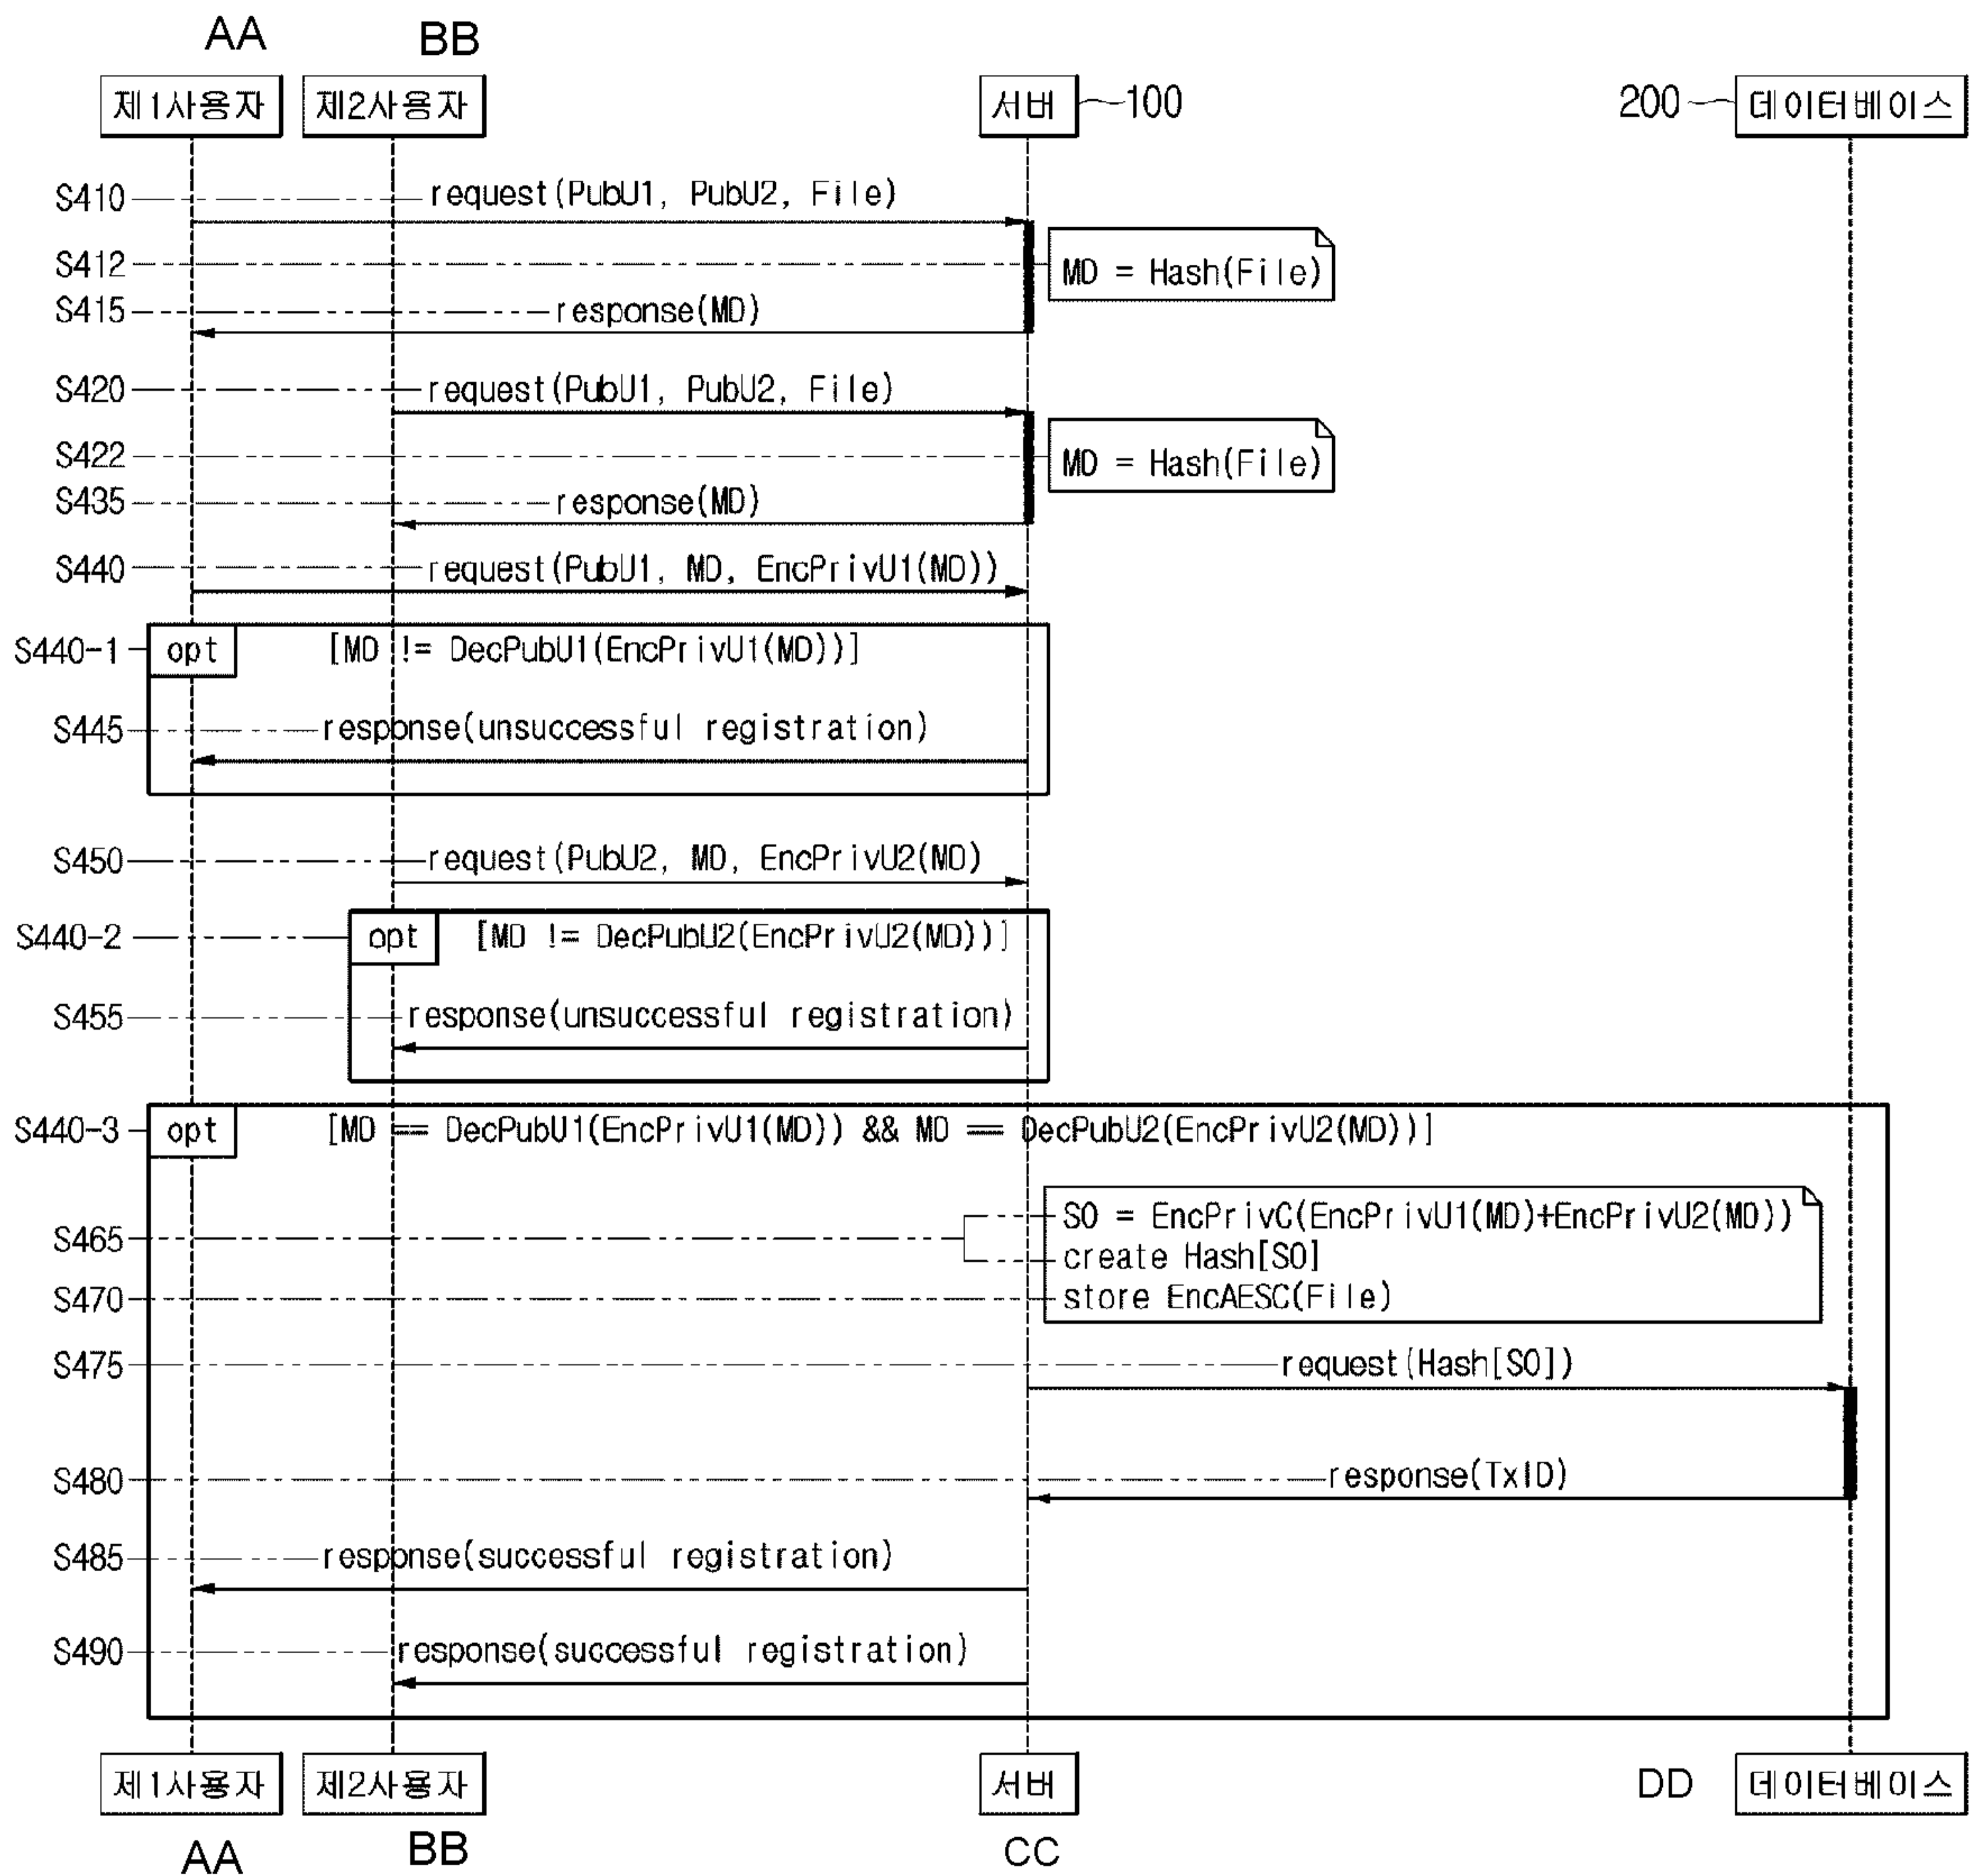 AA
BB
제1사용자
제2사용자
서버
100
200
데이터베이스
S410
request(PubU1, PubU2, File)
S412
MD = Hash(File)
S415
response(MD)
S420
request(PubU1, PubU2, File)
S422
MD = Hash(File)
S435
response(MD)
S440
request(PubU1, MD, EncPrivU1(MD))
S440-1
opt
[MD != DecPubU1(EncPrivU1(MD))]
S445
response(unsuccessful registration)
S450
request(PubU2, MD, EncPrivU2(MD)
S440-2
opt
[MD != DecPubU2(EncPrivU2(MD))]
S455
response(unsuccessful registration)
S440-3
opt
[MD == DecPubU1(EncPrivU1(MD)) && MD == DecPubU2(EncPrivU2(MD))]
S465
SO = EncPrivC(EncPrivU1(MD)+EncPrivU2(MD))
create Hash[SO]
S470
store EncAESC(File)
S475
request(Hash[SO])
S480
response(TxID)
S485
response(successful registration)
S490
response(successful registration)
제1사용자
제2사용자
서버
DD
데이터베이스
AA
BB
CC